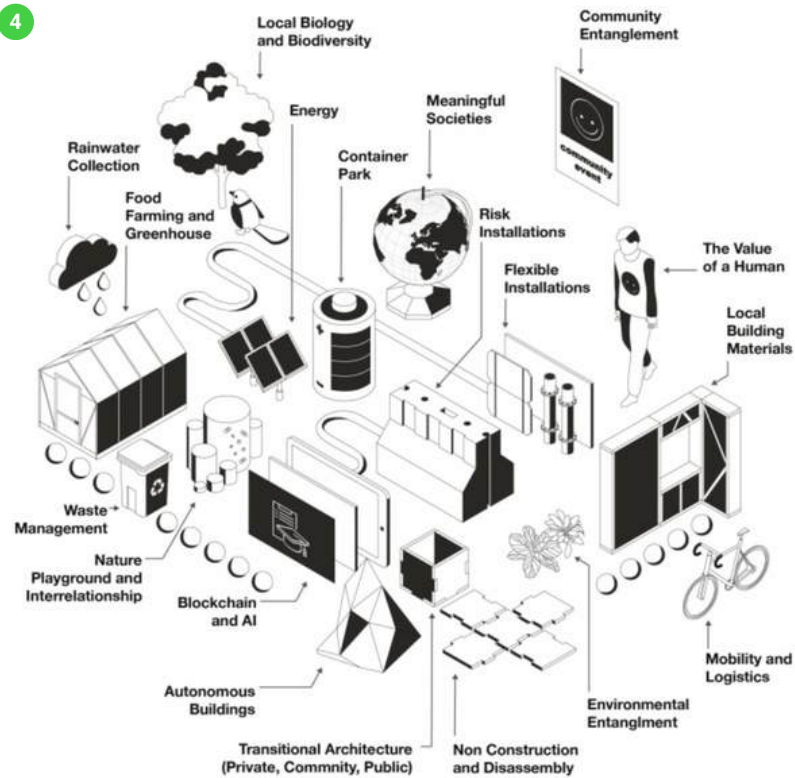 4
Local Biology
and Biodiversity
Community
Entanglement
Energy
Meaningful
Societies
Rainwater
Collection
Container
Park
Food
Farming and
Greenhouse
Risk
Installations
community
event
Flexible
Installations
The Value
of a Human
Local
Building
Materials
Waste
Management
Nature
Playground and
Interrelationship
Blockchain
and AI
Autonomous
Buildings
Mobility and
Logistics
Environmental
Entanglment
Transitional Architecture
(Private, Commnity, Public)
Non Construction
and Disassembly